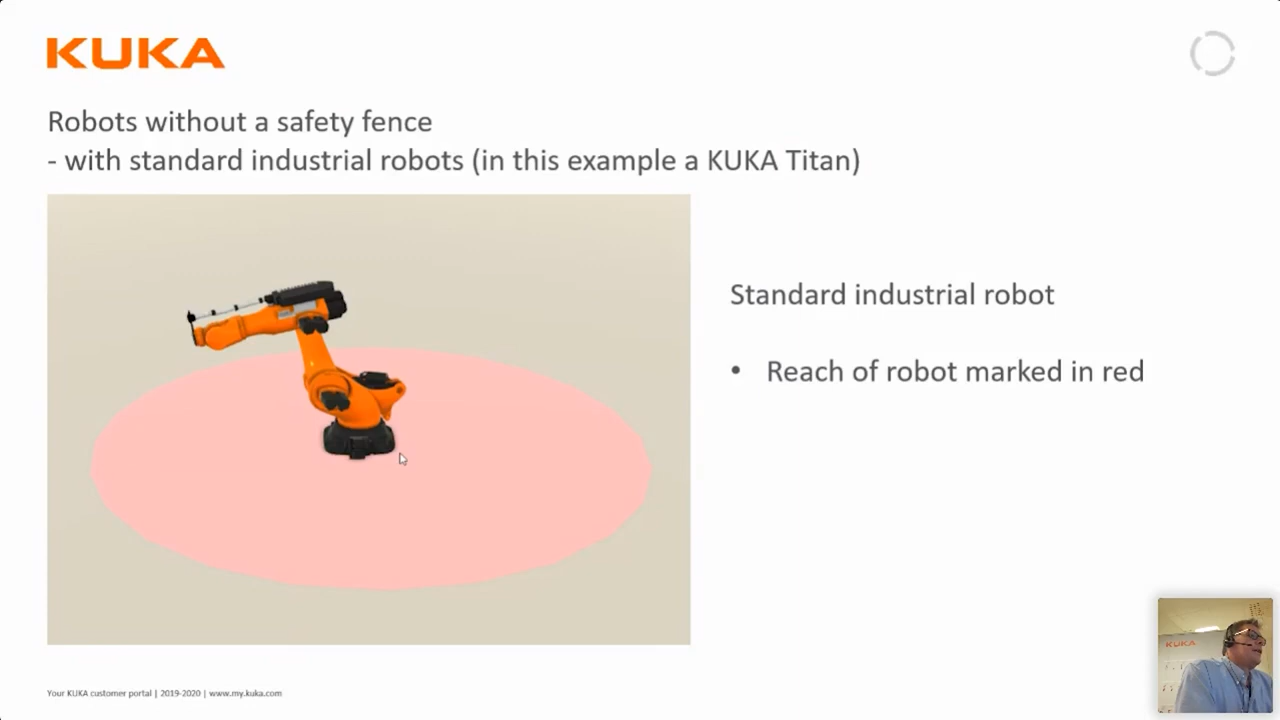 KUKA
Robots without a safety fence
- with standard industrial robots (in this example a KUKA Titan)
Standard industrial robot
• Reach of robot marked in red
Your KUKA customer portal | 2019-2020 | www.my.kuka.com
KUKA